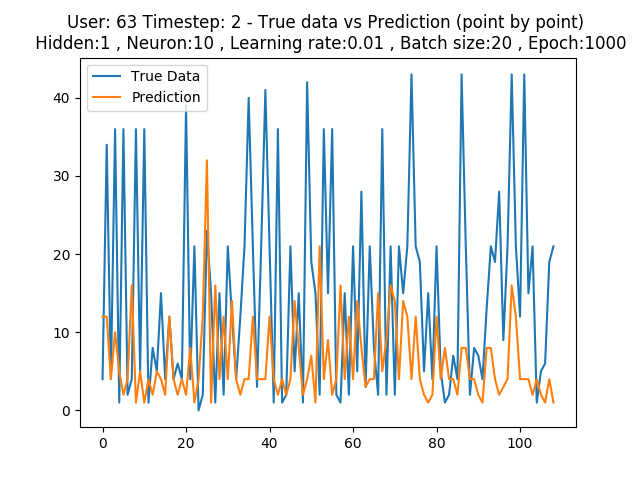 User: 63 Timestep: 2 - True data vs Prediction (point by point)
Hidden:1 , Neuron:10 , Learning rate:0.01 , Batch size:20 , Epoch:1000
True Data
Prediction
40
30
20
10
0
0 20 40 60 80 100